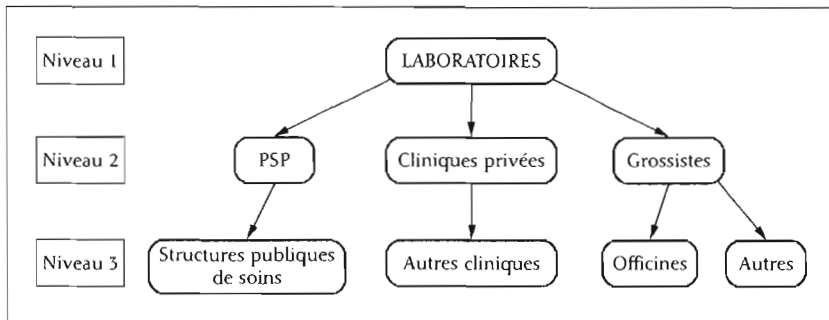 Niveau 1
LABORATOIRES
Niveau 2
PSP
Cliniques privées
Grossistes
Niveau 3
Structures publiques
de soins
Autres cliniques
Officines
Autres